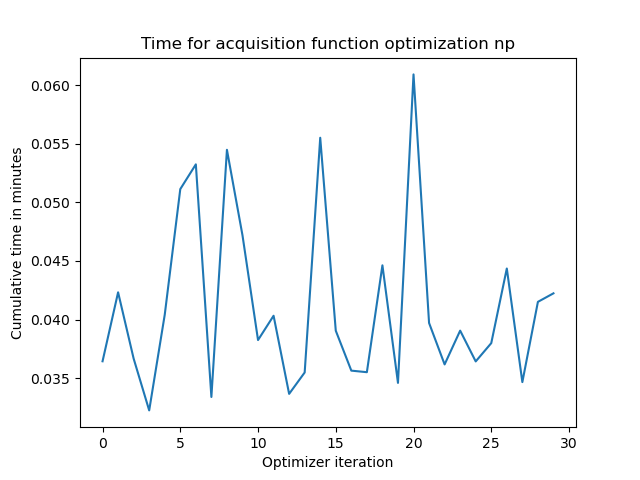 Time for acquisition function optimization np
Cumulative time in minutes
0.060
0.055
0.050
0.045
0.040
0.035
0 5 10 15 20 25 30
Optimizer iteration